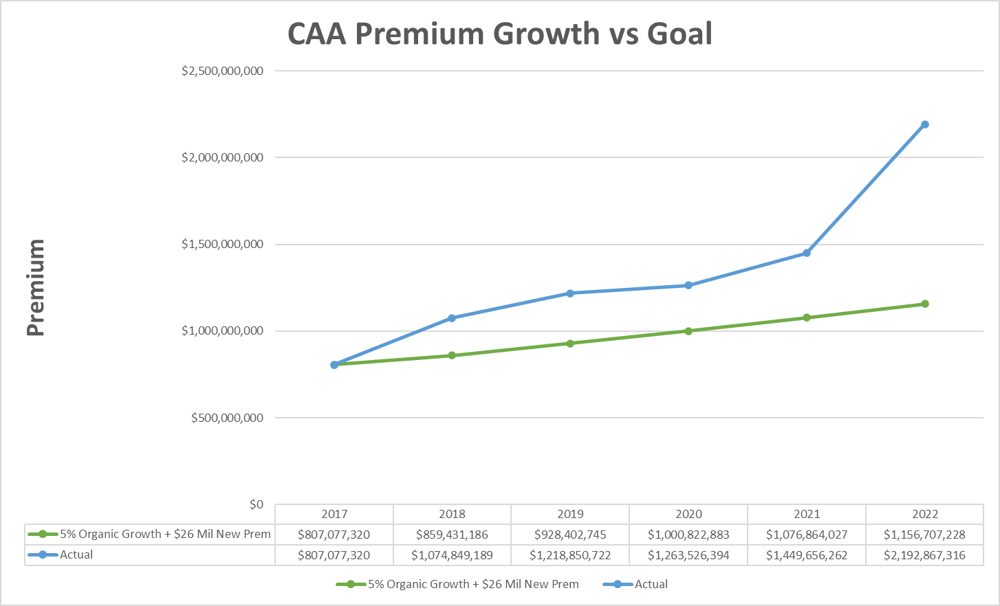 CAA Premium Growth vs Goal
$2,500,000,000
$2,000,000,000
$1,500,000,000
$1,000,000,000
$500,000,000
$0
Premium
2017 2018 2019 2020 2021 2022
5% Organic Growth + $26 Mil New Prem $807,077,320 $859,431,186 $928,402,745 $1,000,822,883 $1,076,864,027 $1,156,707,228
Actual $807,077,320 $1,074,849,189 $1,218,850,722 $1,263,526,394 $1,449,656,262 $2,192,867,316
5% Organic Growth + $26 Mil New Prem Actual